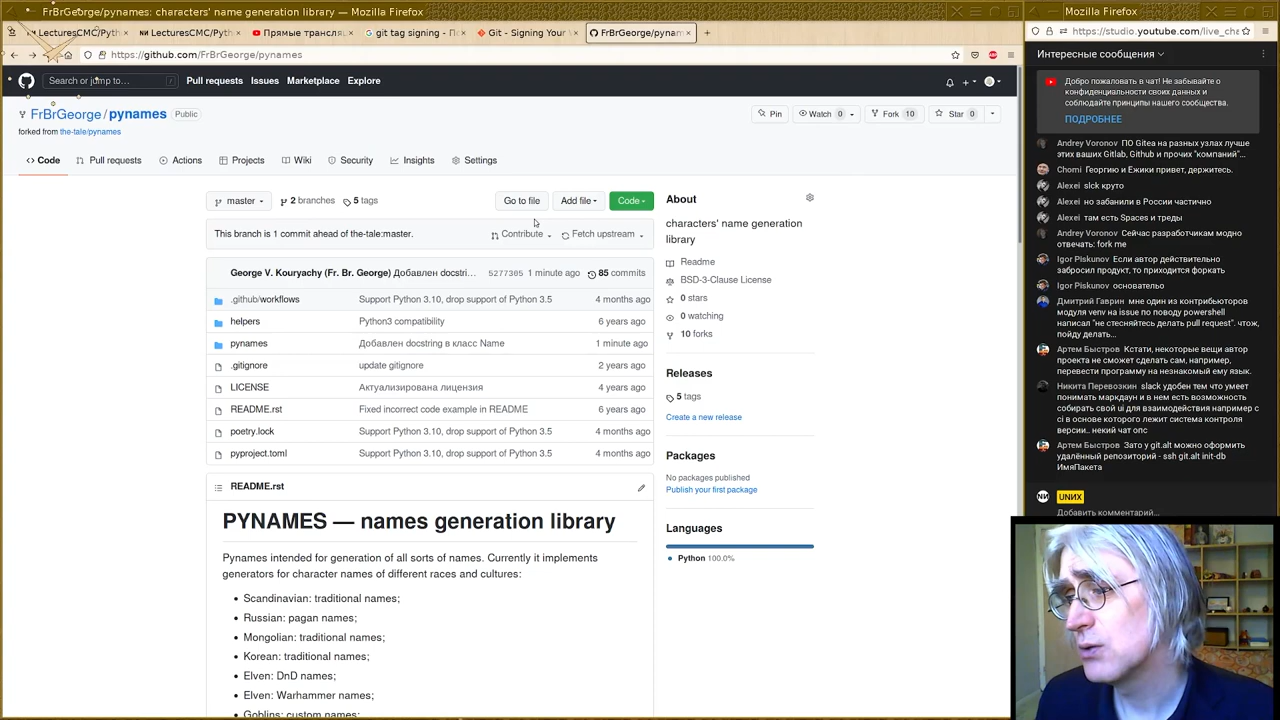 FrBrGeorge/pynames: characters' name generation library — Mozilla Firefox
LecturesCMC/Pyth
LecturesCMC/Pyth
Прямые трансляц
git tag signing - По
Git - Signing Your
FrBrGeorge/pynam
https://github.com/FrBrGeorge/pynames
Search or jump to…
/
Pull requests
Issues
Marketplace
Explore
FrBrGeorge / pynames
Public
forked from the-tale/pynames
Pin
Watch 0
Fork 10
Star 0
Code
Pull requests
Actions
Projects
Wiki
Security
Insights
Settings
master
2 branches
5 tags
Go to file
Add file
Code
This branch is 1 commit ahead of the-tale:master.
Contribute
Fetch upstream
George V. Kouryachy (Fr. Br. George) Добавлен docstri…
5277305
1 minute ago
85 commits
.github/workflows
Support Python 3.10, drop support of Python 3.5
4 months ago
helpers
Python3 compatibility
6 years ago
pynames
Добавлен docstring в класс Name
1 minute ago
.gitignore
update gitignore
2 years ago
LICENSE
Актуализирована лицензия
4 years ago
README.rst
Fixed incorrect code example in README
6 years ago
poetry.lock
Support Python 3.10, drop support of Python 3.5
4 months ago
pyproject.toml
Support Python 3.10, drop support of Python 3.5
4 months ago
README.rst
PYNAMES — names generation library
Pynames intended for generation of all sorts of names. Currently it implements
generators for character names of different races and cultures:
Scandinavian: traditional names;
Russian: pagan names;
Mongolian: traditional names;
Korean: traditional names;
Elven: DnD names;
Elven: Warhammer names;
Goblins: custom names;
About
characters' name generation
library
Readme
BSD-3-Clause License
0 stars
0 watching
10 forks
Releases
5 tags
Create a new release
Packages
No packages published
Publish your first package
Languages
Python 100.0%
Mozilla Firefox
https://studio.youtube.com/live_cha
Интересные сообщения
Добро пожаловать в чат! Не забывайте о
конфиденциальности своих данных и
соблюдайте принципы нашего сообщества.
ПОДРОБНЕЕ
Andrey Voronov ПО Gitea на разных узлах лучше
этих ваших Gitlab, Github и прочих "компаний"...
Chomi Георгию и Ёжики привет, держитесь.
Alexei slck круто
Alexei но забанили в России частично
Alexei там есть Spaces и треды
Andrey Voronov Сейчас разработчикам модно
отвечать: fork me
Igor Piskunov Если автор действительно
забросил продукт, то приходится форкать
Igor Piskunov основательо
Дмитрий Гаврин мне один из контрибьюторов
модуля venv на issue по поводу powershell
написал "не стесняйтесь делать pull request". чтож,
пойду делать...
Артем Быстров Кстати, некоторые вещи автор
проекта не сможет сделать сам, например,
перевести программу на незнакомый ему язык.
Никита Перевозкин slack удобен тем что умеет
понимать маркдаун и в нем есть возможность
собирать свой ui для взаимодействия например с
ci в основе которого лежит система контроля
версии.. некий чат опс
Артем Быстров Зато у git.alt можно оформить
удалённый репозиторий - ssh git.alt init-db
ИмяПакета
UNИX
Добавить комментарий...